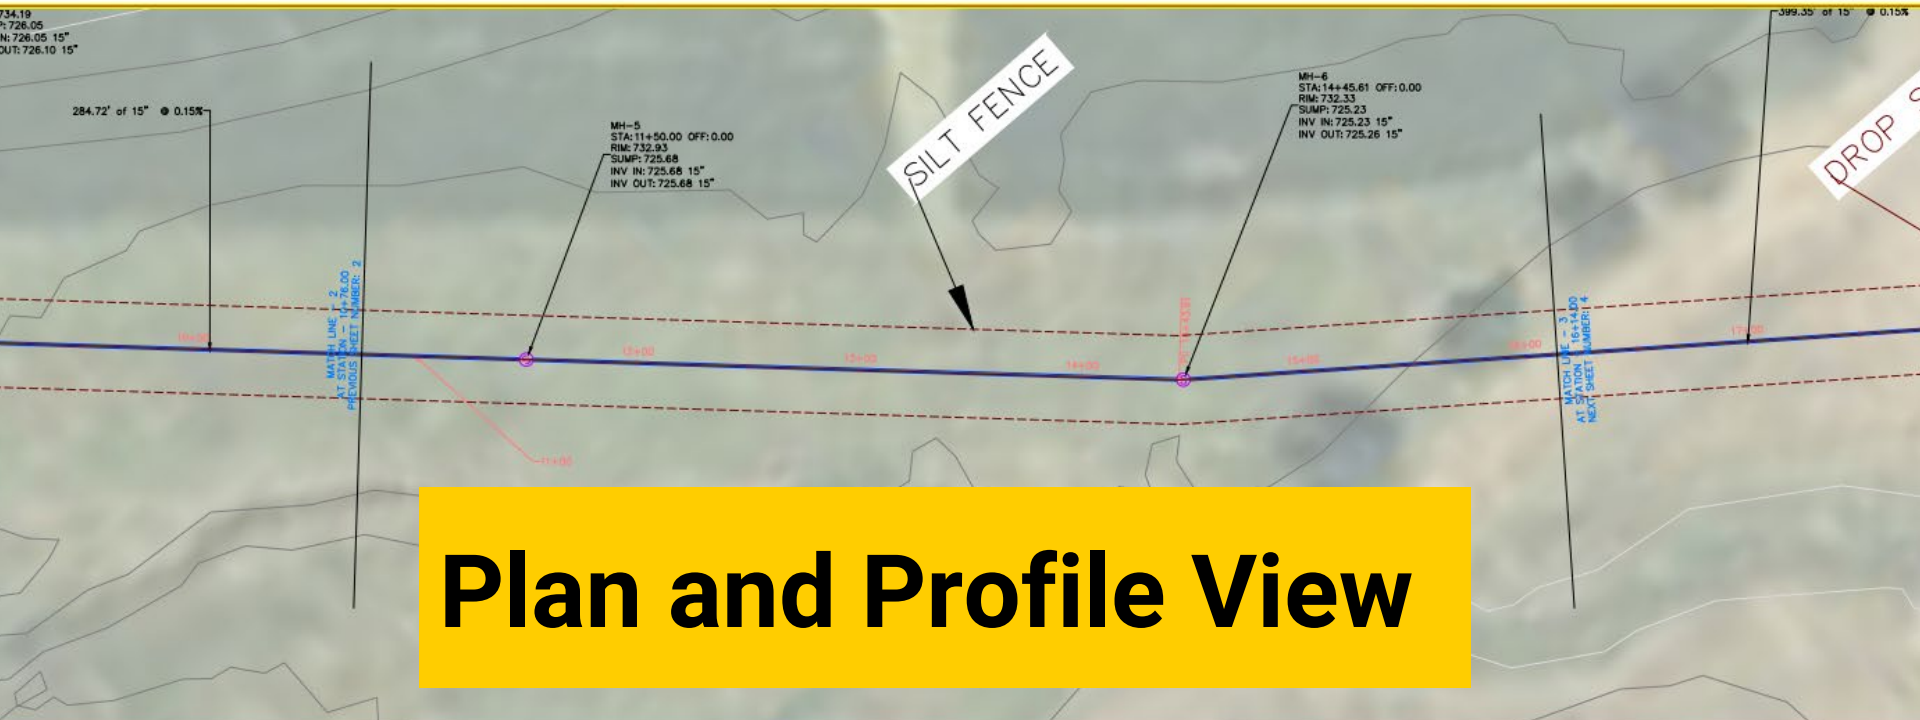 734.19
P: 726.05
N: 726.05 15"
OUT: 726.10 15"
284.72' of 15" @ 0.15%
MH-5
STA: 11+50.00 OFF: 0.00
RIM: 732.93
SUMP: 725.68
INV IN: 725.68 15"
INV OUT: 725.68 15"
SILT FENCE
MH-6
STA: 14+45.61 OFF: 0.00
RIM: 732.33
SUMP: 725.23
INV IN: 725.23 15"
INV OUT: 725.26 15"
399.35' of 15" @ 0.15%
DROP S
MATCH LINE - 2
AT STATION - 10+76.00
PREVIOUS SHEET NUMBER: 2
10+00
11+00
12+00
13+00
14+00
15+00
16+00
17+00
MATCH LINE - 3
AT STATION - 16+14.00
NEXT SHEET NUMBER: 4
Plan and Profile View